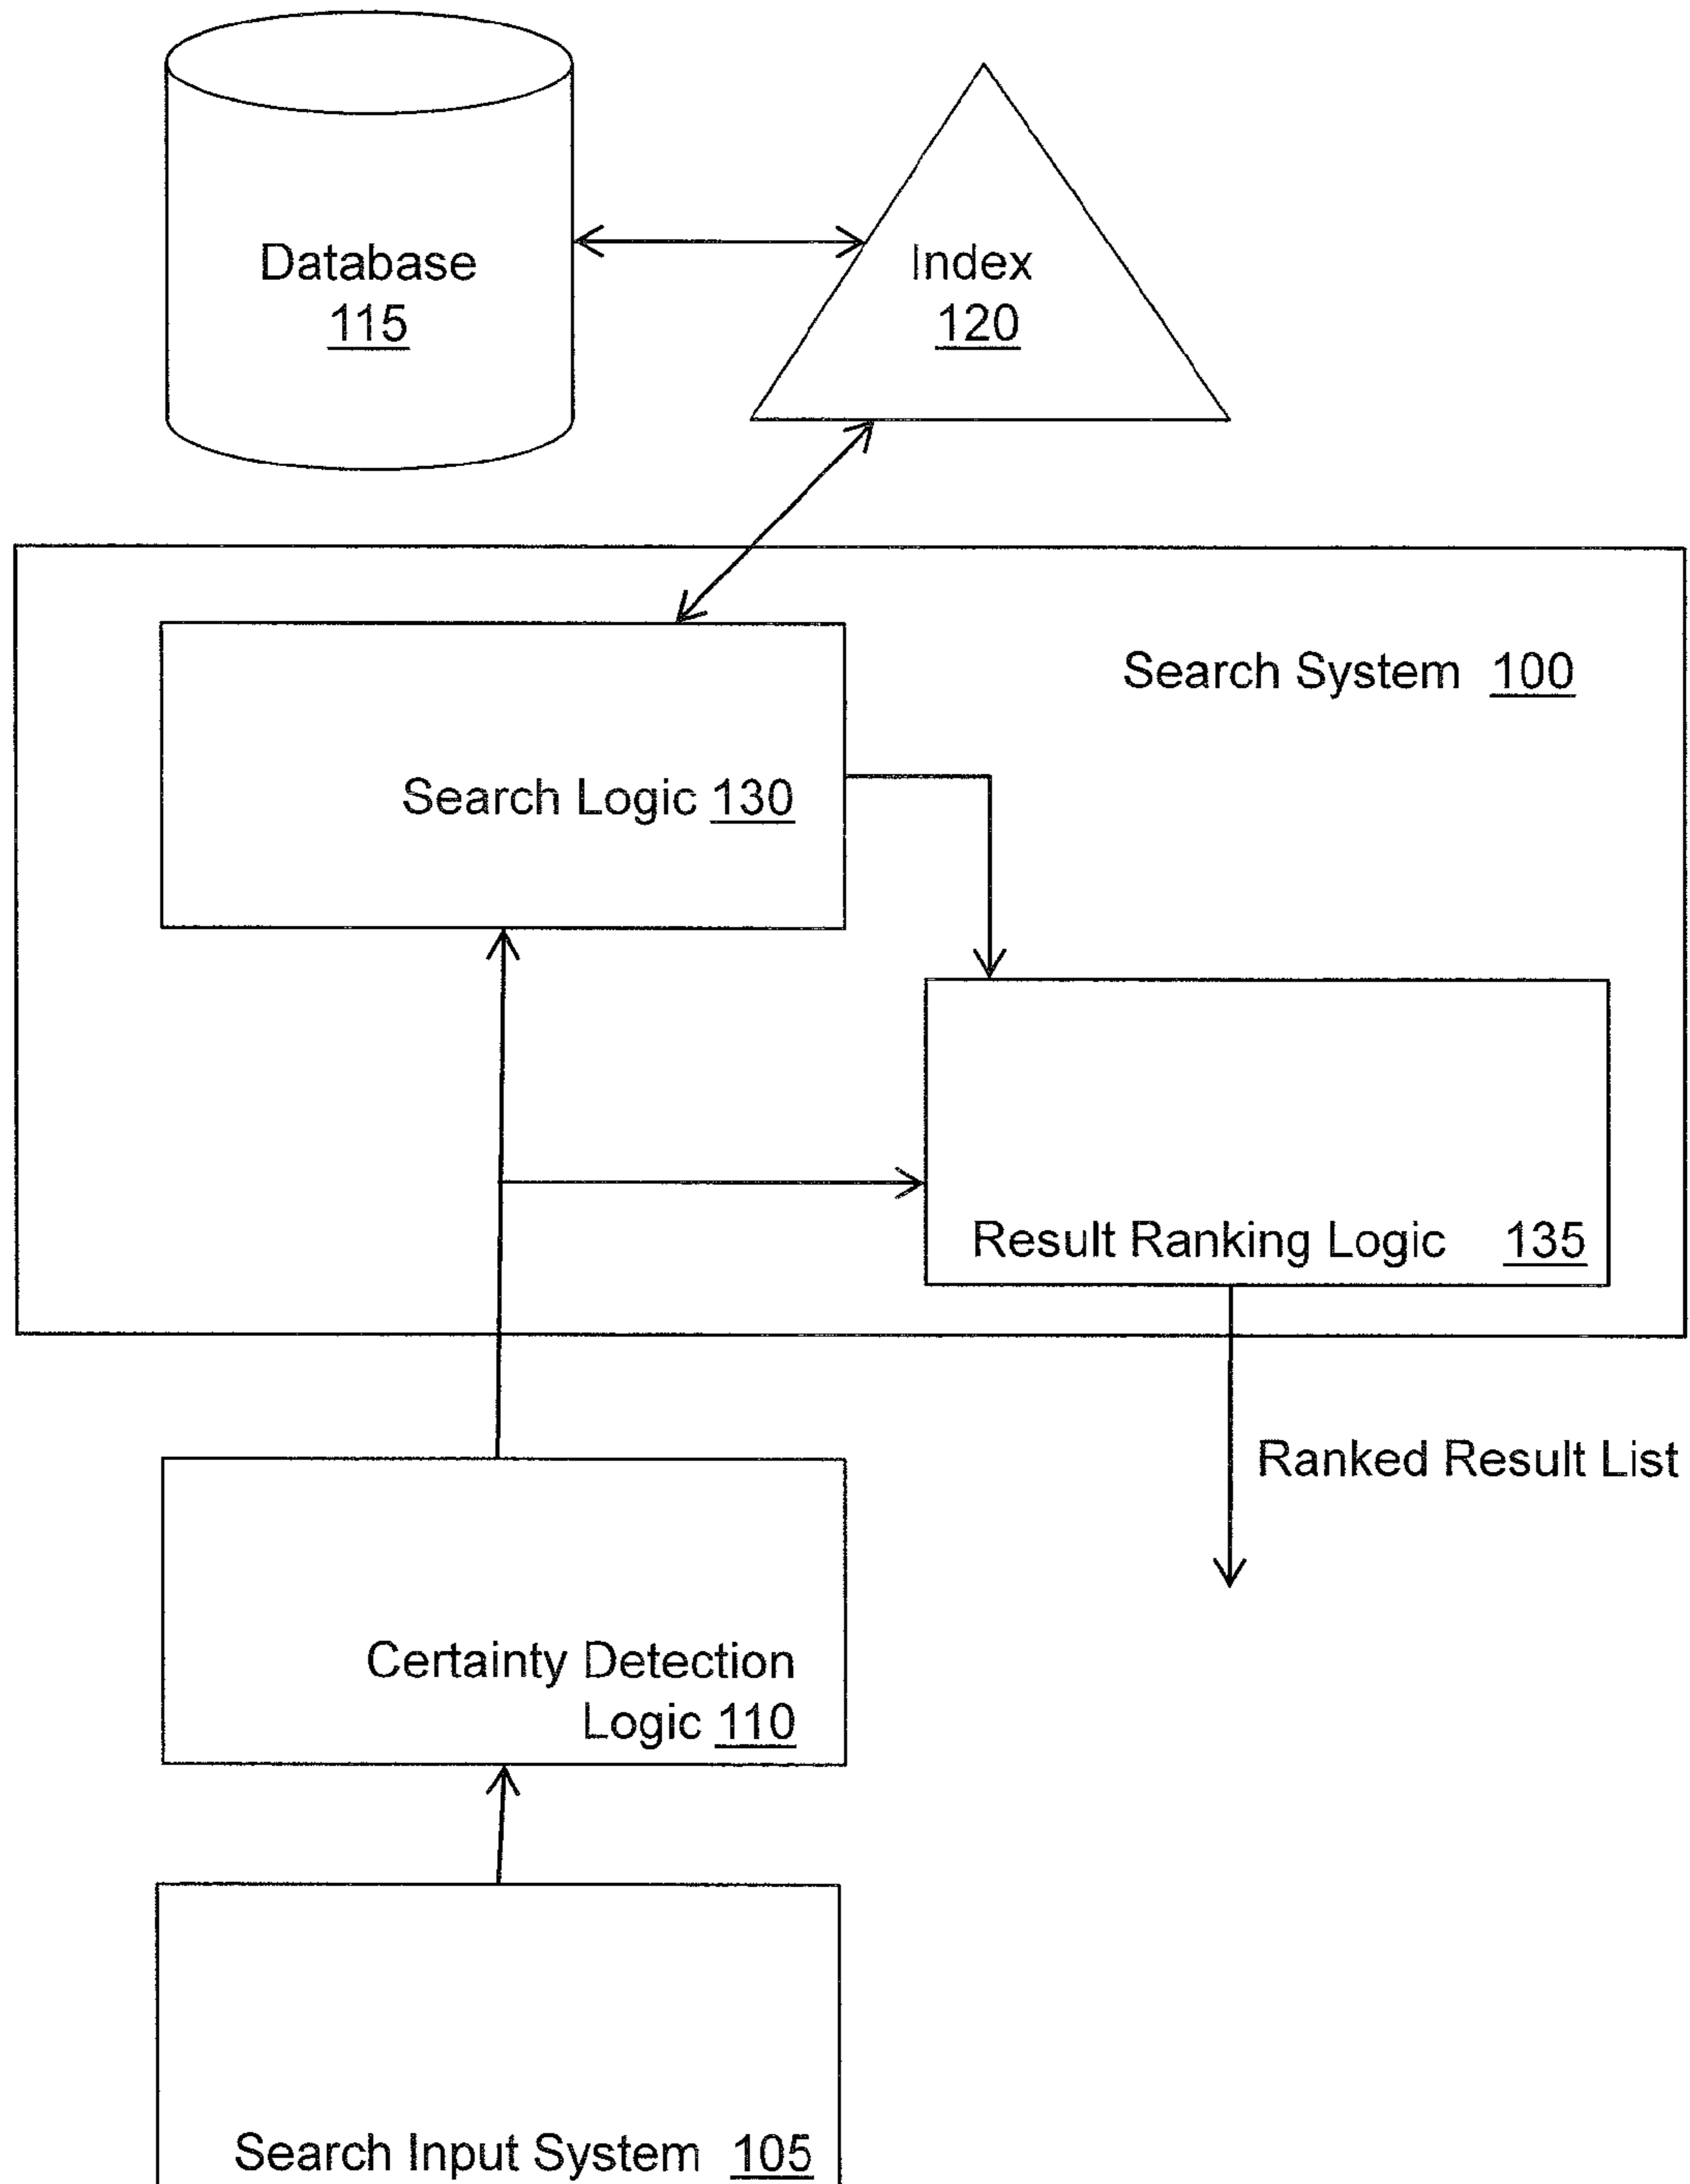 Database
115
Index
120
Search System 100
Search Logic 130
Result Ranking Logic 135
Ranked Result List
Certainty Detection
Logic 110
Search Input System 105